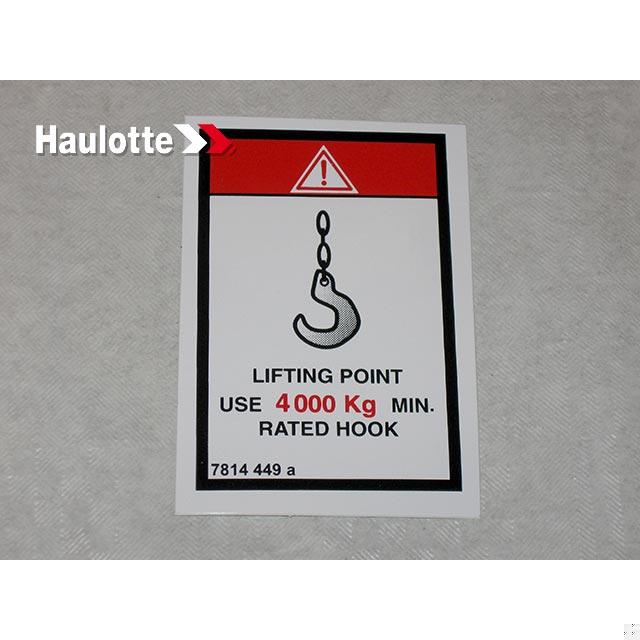 Haulotte
LIFTING POINT
USE 4000 Kg MIN.
RATED HOOK
7814 449 a